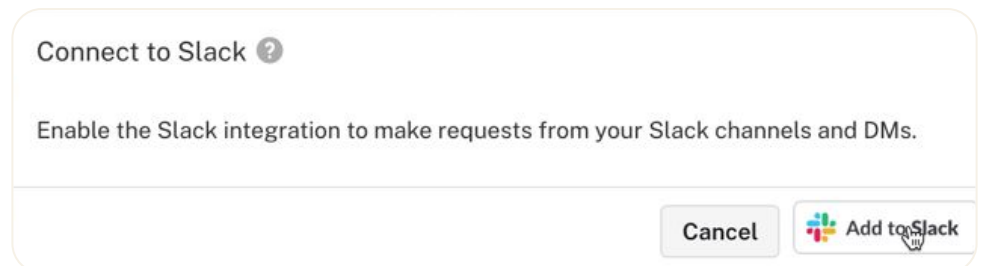 Connect to Slack ?
Enable the Slack integration to make requests from your Slack channels and DMs.
Cancel
Add to Slack